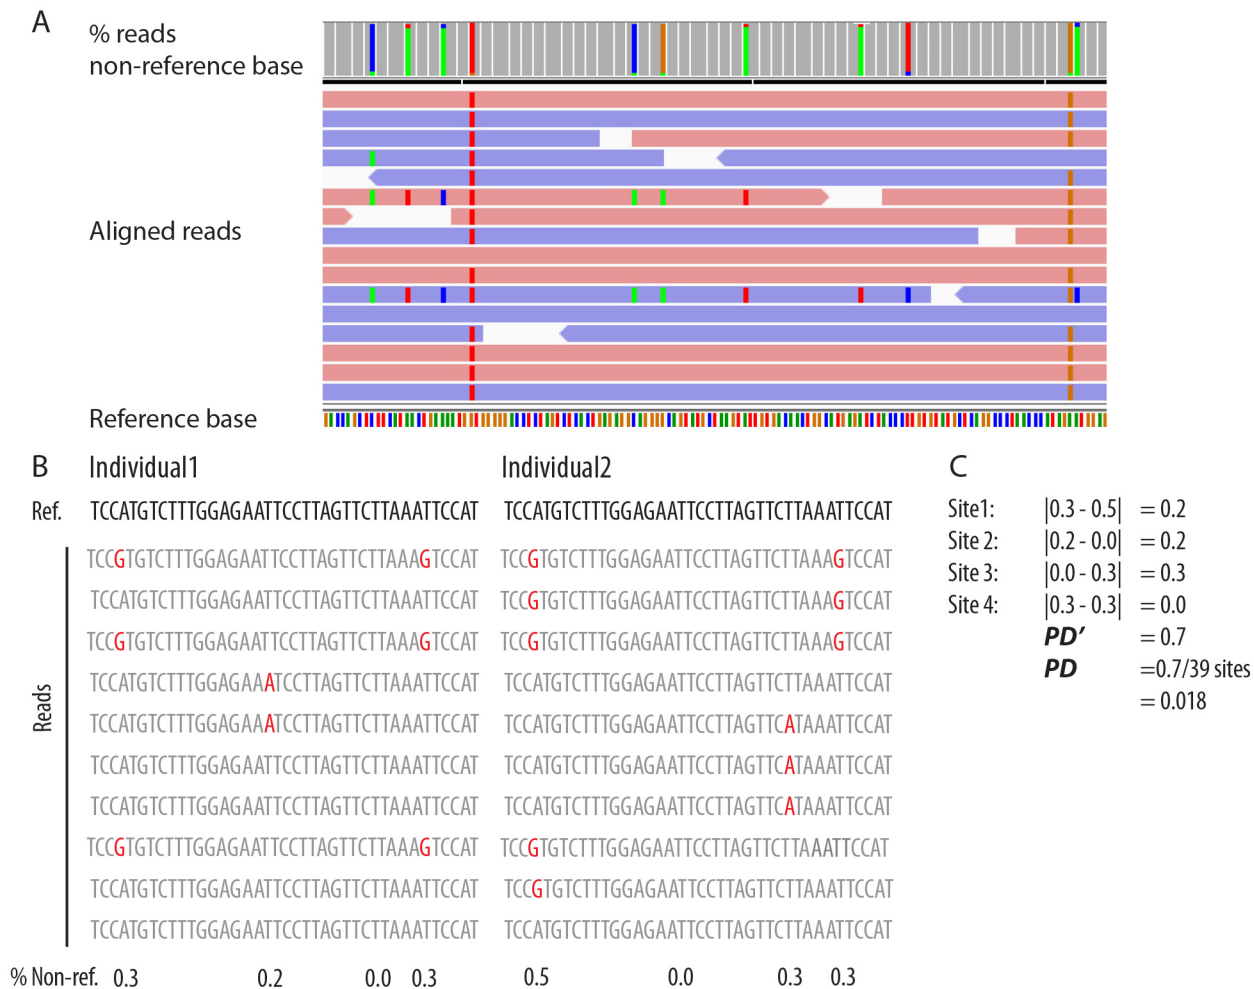 A
% reads
non-reference base
Aligned reads
Reference base
B Individual1 Individual2 C
Ref. TCCATGTCTTTGGAGAATTCCTTAGTTCTTAAATTCCAT TCCATGTCTTTGGAGAATTCCTTAGTTCTTAAATTCCAT
Reads
TCCGTGTCTTTGGAGAATTCCTTAGTTCTTAAAGTCCAT TCCGTGTCTTTGGAGAATTCCTTAGTTCTTAAAGTCCAT
TCCATGTCTTTGGAGAATTCCTTAGTTCTTAAATTCCAT TCCGTGTCTTTGGAGAATTCCTTAGTTCTTAAAGTCCAT
TCCGTGTCTTTGGAGAATTCCTTAGTTCTTAAAGTCCAT TCCGTGTCTTTGGAGAATTCCTTAGTTCTTAAAGTCCAT
TCCATGTCTTTGGAGAAATCCTTAGTTCTTAAATTCCAT TCCATGTCTTTGGAGAATTCCTTAGTTCTTAAATTCCAT
TCCATGTCTTTGGAGAAATCCTTAGTTCTTAAATTCCAT TCCATGTCTTTGGAGAATTCCTTAGTTCATAAATTCCAT
TCCATGTCTTTGGAGAATTCCTTAGTTCTTAAATTCCAT TCCATGTCTTTGGAGAATTCCTTAGTTCATAAATTCCAT
TCCATGTCTTTGGAGAATTCCTTAGTTCTTAAATTCCAT TCCATGTCTTTGGAGAATTCCTTAGTTCATAAATTCCAT
TCCGTGTCTTTGGAGAATTCCTTAGTTCTTAAAGTCCAT TCCGTGTCTTTGGAGAATTCCTTAGTTCTTAAATTCCAT
TCCATGTCTTTGGAGAATTCCTTAGTTCTTAAATTCCAT TCCGTGTCTTTGGAGAATTCCTTAGTTCTTAAATTCCAT
TCCATGTCTTTGGAGAATTCCTTAGTTCTTAAATTCCAT TCCATGTCTTTGGAGAATTCCTTAGTTCTTAAATTCCAT
% Non-ref. 0.3 0.2 0.0 0.3 0.5 0.0 0.3 0.3
Site1: |0.3 - 0.5| = 0.2
Site 2: |0.2 - 0.0| = 0.2
Site 3: |0.0 - 0.3| = 0.3
Site 4: |0.3 - 0.3| = 0.0
PD’ = 0.7
PD =0.7/39 sites
= 0.018